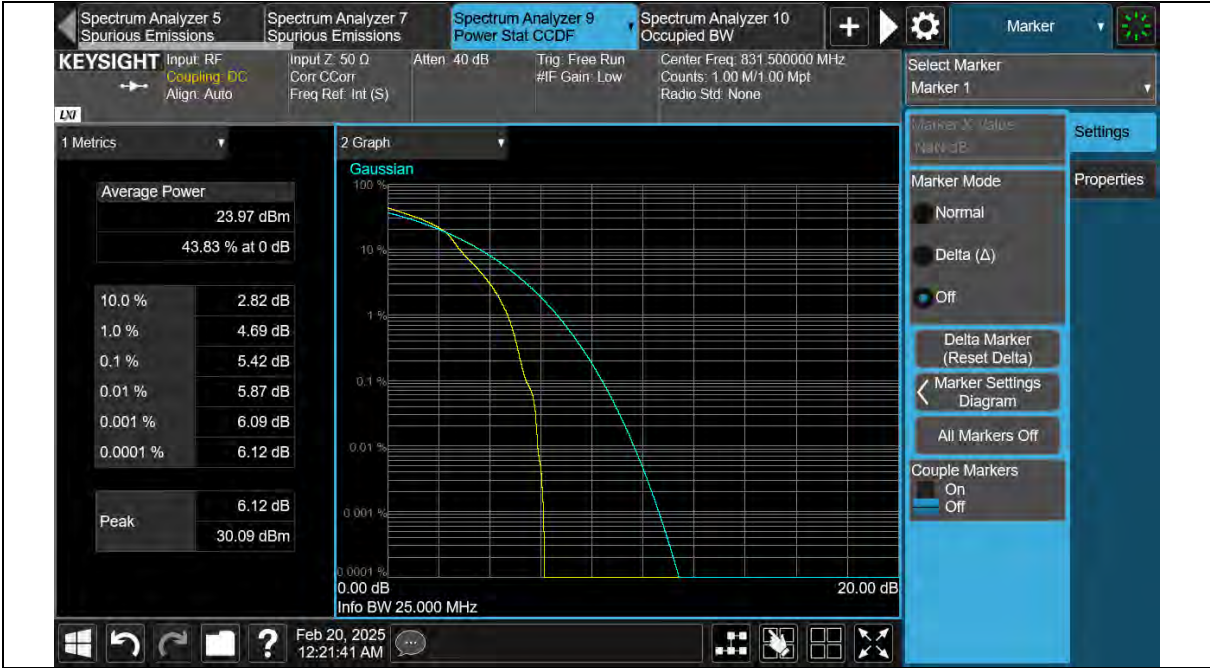 Spectrum Analyzer 5
Spurious Emissions
Spectrum Analyzer 7
Spurious Emissions
Spectrum Analyzer 9
Power Stat CCDF
Spectrum Analyzer 10
Occupied BW
Marker
KEYSIGHT
Input: RF
Coupling: DC
Align: Auto
Input Z: 50 Ω
Corr CCorr
Freq Ref: Int (S)
Atten: 40 dB
Trig: Free Run
#IF Gain: Low
Center Freq: 831.500000 MHz
Counts: 1.00 M/1.00 Mpt
Radio Std: None
LXI
Select Marker
Marker 1
1 Metrics
Average Power
23.97 dBm
43.83 % at 0 dB
10.0 % 2.82 dB
1.0 % 4.69 dB
0.1 % 5.42 dB
0.01 % 5.87 dB
0.001 % 6.09 dB
0.0001 % 6.12 dB
Peak
6.12 dB
30.09 dBm
2 Graph
Gaussian
100 %
10 %
1 %
0.1 %
0.01 %
0.001 %
0.0001 %
0.00 dB
20.00 dB
Info BW 25.000 MHz
Marker X Value
NaN dB
Settings
Properties
Marker Mode
Normal
Delta (Δ)
Off
Delta Marker
(Reset Delta)
Marker Settings
Diagram
All Markers Off
Couple Markers
On
Off
?
Feb 20, 2025
12:21:41 AM